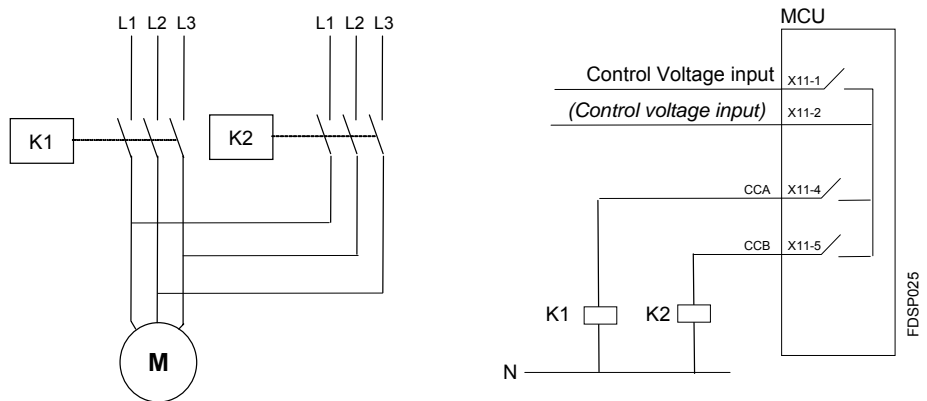 L1 L2 L3
L1 L2 L3
K1
K2
M
MCU
Control Voltage input
X11-1
(Control voltage input)
X11-2
CCA
X11-4
CCB
X11-5
K1
K2
N
FDSP025